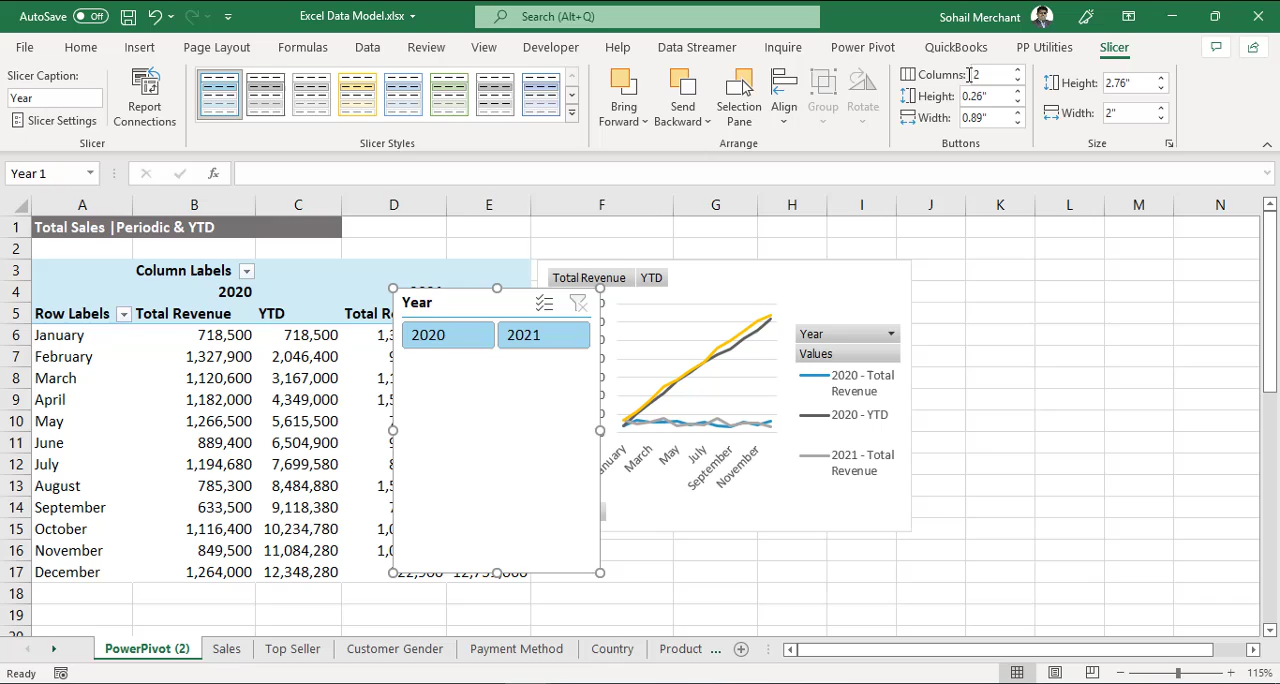 AutoSave Off Excel Data Model.xlsx Search (Alt+Q) Sohail Merchant
File Home Insert Page Layout Formulas Data Review View Developer Help Data Streamer Inquire Power Pivot QuickBooks PP Utilities Slicer
Slicer Caption:
Year
Slicer Settings
Report Connections
Bring Forward
Send Backward
Selection Pane
Align
Group
Rotate
Columns: 2
Height: 0.26"
Width: 0.89"
Height: 2.76"
Width: 2"
Slicer Slicer Styles Arrange Buttons Size
Year 1 fx
A B C D E F G H I J K L M N
1 Total Sales |Periodic & YTD
2
3 Column Labels
4 2020
5 Row Labels Total Revenue YTD Total R
6 January 718,500 718,500
7 February 1,327,900 2,046,400
8 March 1,120,600 3,167,000
9 April 1,182,000 4,349,000
10 May 1,266,500 5,615,500
11 June 889,400 6,504,900
12 July 1,194,680 7,699,580
13 August 785,300 8,484,880
14 September 633,500 9,118,380
15 October 1,116,400 10,234,780
16 November 849,500 11,084,280
17 December 1,264,000 12,348,280
18
19
Year
2020 2021
Total Revenue YTD
Year
Values
2020 - Total Revenue
2020 - YTD
2021 - Total Revenue
March May July September November
PowerPivot (2) Sales Top Seller Customer Gender Payment Method Country Product ...
Ready 115%